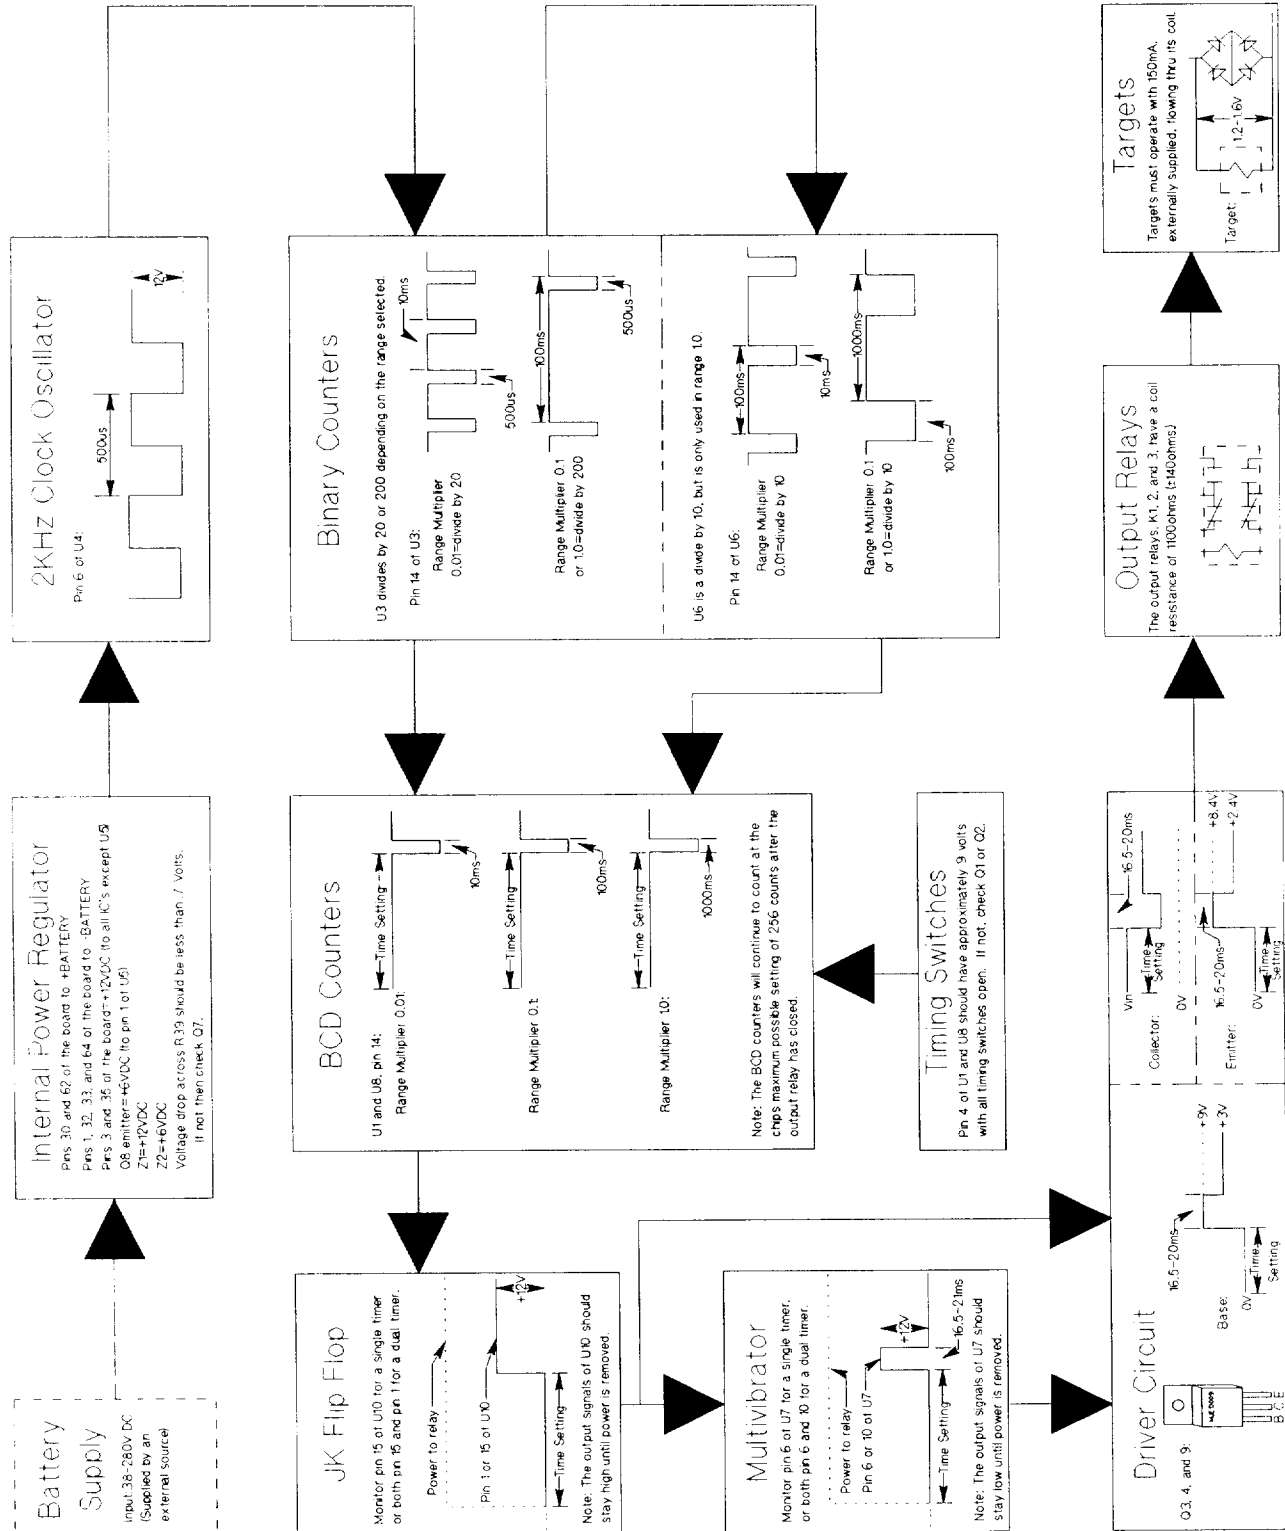 Battery
Supply
Input:38-280V DC
(Supplied by an
external source)
Internal Power Regulator
Pins 30 and 62 of the board to +BATTERY
Pins 1, 32, 33, and 64 of the board to -BATTERY
Pins 3 and 35 of the board=+12VDC (to all IC's except U5)
Q8 emitter=+6VDC (to pin 1 of U5)
Z1=+12VDC
Z2=+6VDC
Voltage drop across R39 should be less than .7 Volts.
If not then check Q7.
2KHz Clock Oscillator
Pin 6 of U4:
500us
12V
JK Flip Flop
Monitor pin 15 of U10 for a single timer
or both pin 15 and pin 1 for a dual timer.
Power to relay
Pin 1 or 15 of U10
+12V
Time Setting
Note: The output signals of U10 should
stay high until power is removed.
BCD Counters
U1 and U8, pin 14:
Range Multiplier 0.01:
Time Setting
10ms
Range Multiplier 0.1:
Time Setting
100ms
Range Multiplier 1.0:
Time Setting
1000ms
Note: The BCD counters will continue to count at the
chips maximum possible setting of 256 counts after the
output relay has closed.
Binary Counters
U3 divides by 20 or 200 depending on the range selected.
Pin 14 of U3:
Range Multiplier
0.01=divide by 20
10ms
500us
Range Multiplier 0.1
or 1.0=divide by 200
100ms
500us
U6 is a divide by 10, but is only used in range 1.0.
Pin 14 of U6:
Range Multiplier
0.01=divide by 10
100ms
10ms
Range Multiplier 0.1
or 1.0=divide by 10
1000ms
100ms
Multivibrator
Monitor pin 6 of U7 for a single timer,
or both pin 6 and 10 for a dual timer.
Power to relay
Pin 6 or 10 of U7
+12V
Time Setting
16.5-21ms
Note: The output signals of U7 should
stay low until power is removed.
Timing Switches
Pin 4 of U1 and U8 should have approximately 9 volts
with all timing switches open. If not, check Q1 or Q2.
Driver Circuit
Q3, 4, and 9:
MJE13009
B C E
Base:
16.5-20ms
0V
Time
Setting
+9V
+3V
Collector:
Vin
Time
Setting
16.5-20ms
0V
Emitter:
16.5-20ms
0V
Time
Setting
+8.4V
+2.4V
Output Relays
The output relays, K1, 2, and 3, have a coil
resistance of 1100ohms (±140ohms)
Targets
Targets must operate with 150mA,
externally supplied, flowing thru its coil.
Target:
1.2-1.6V